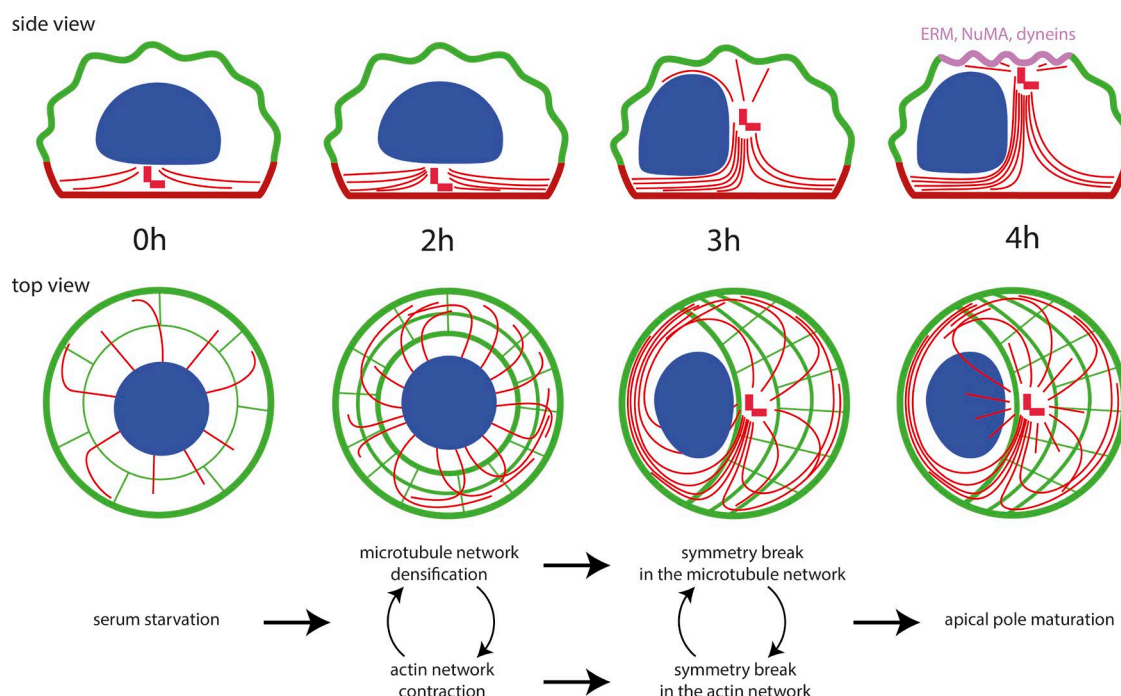 side view
ERM, NuMA, dyneins
0h
2h
3h
4h
top view
microtubule network
densification
symmetry break
in the microtubule network
serum starvation
apical pole maturation
actin network
contraction
symmetry break
in the actin network